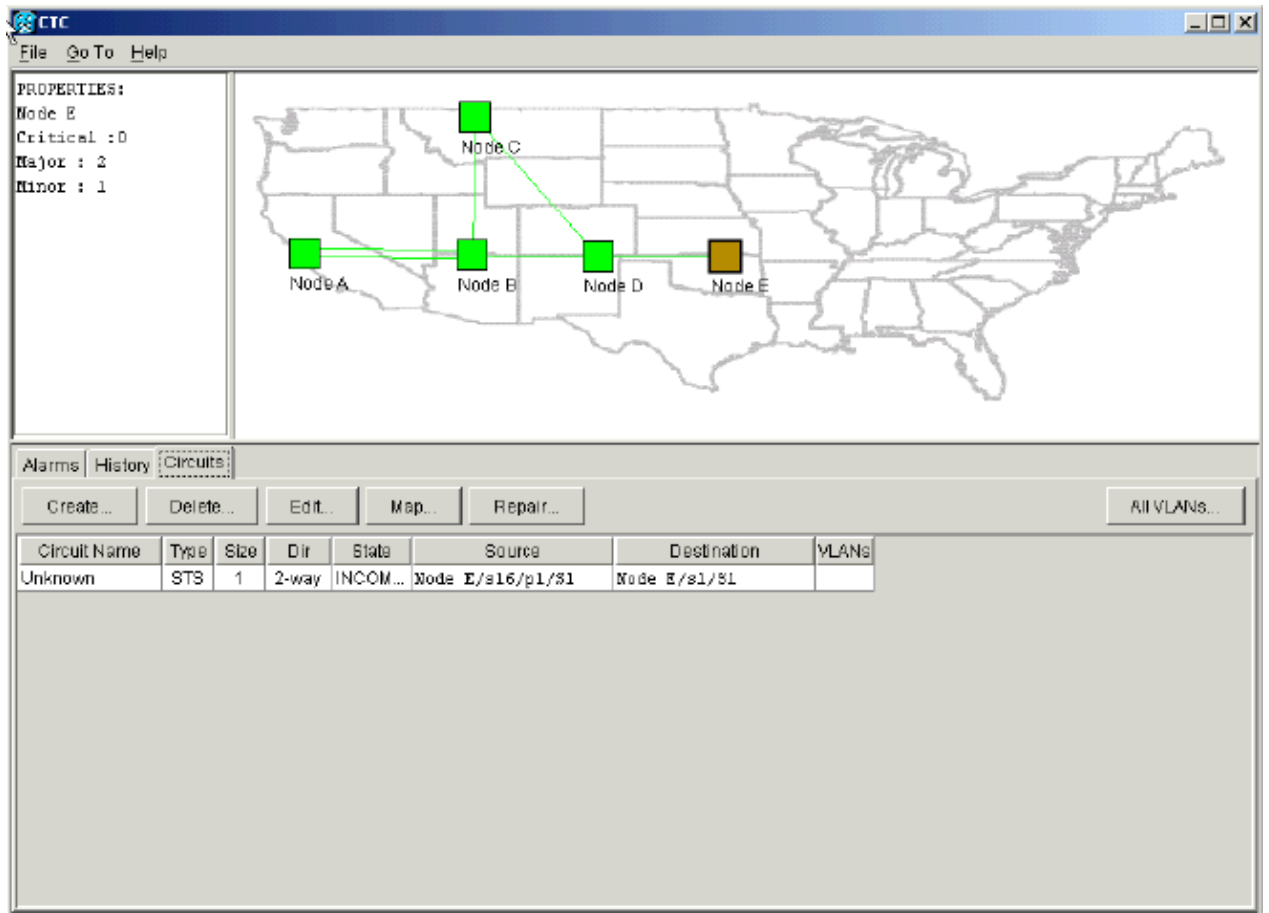 CTC
File Go To Help
PROPERTIES:
Node E
Critical :0
Major : 2
Minor : 1
Node C
Node A
Node B
Node D
Node E
Alarms History Circuits
Create... Delete... Edit... Map... Repair... All VLANs...
Circuit Name Type Size Dir State Source Destination VLANs
Unknown STS 1 2-way INCOM... Node E/s16/p1/S1 Node E/s1/S1